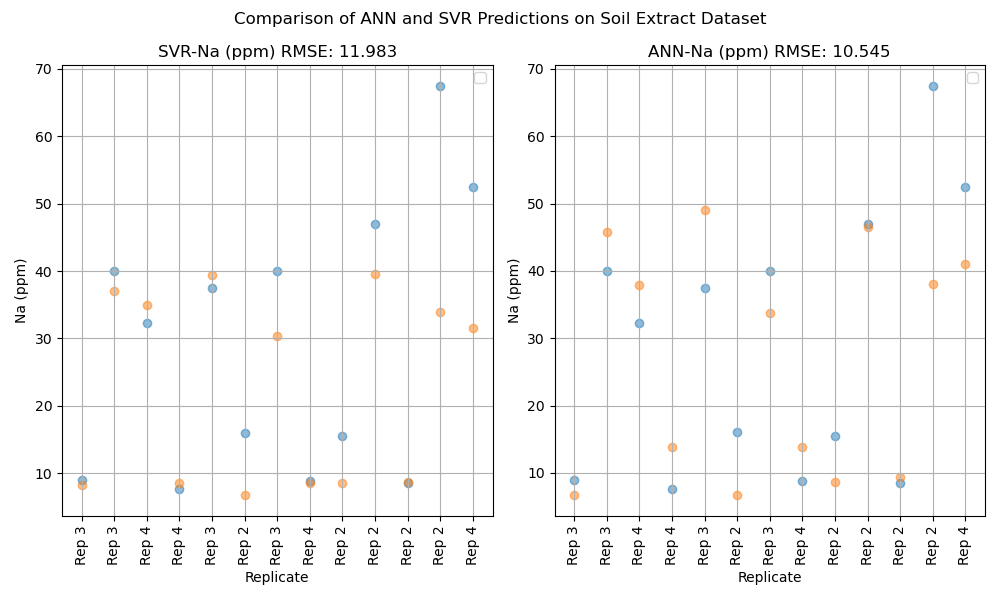 Comparison of ANN and SVR Predictions on Soil Extract Dataset
SVR-Na (ppm) RMSE: 11.983
70
60
50
40
30
20
10
Na (ppm)
Rep 3
Rep 3
Rep 4
Rep 4
Rep 3
Rep 2
Rep 3
Rep 4
Rep 2
Rep 2
Rep 2
Rep 2
Rep 4
Replicate
ANN-Na (ppm) RMSE: 10.545
70
60
50
40
30
20
10
Na (ppm)
Rep 3
Rep 3
Rep 4
Rep 4
Rep 3
Rep 2
Rep 3
Rep 4
Rep 2
Rep 2
Rep 2
Rep 2
Rep 4
Replicate